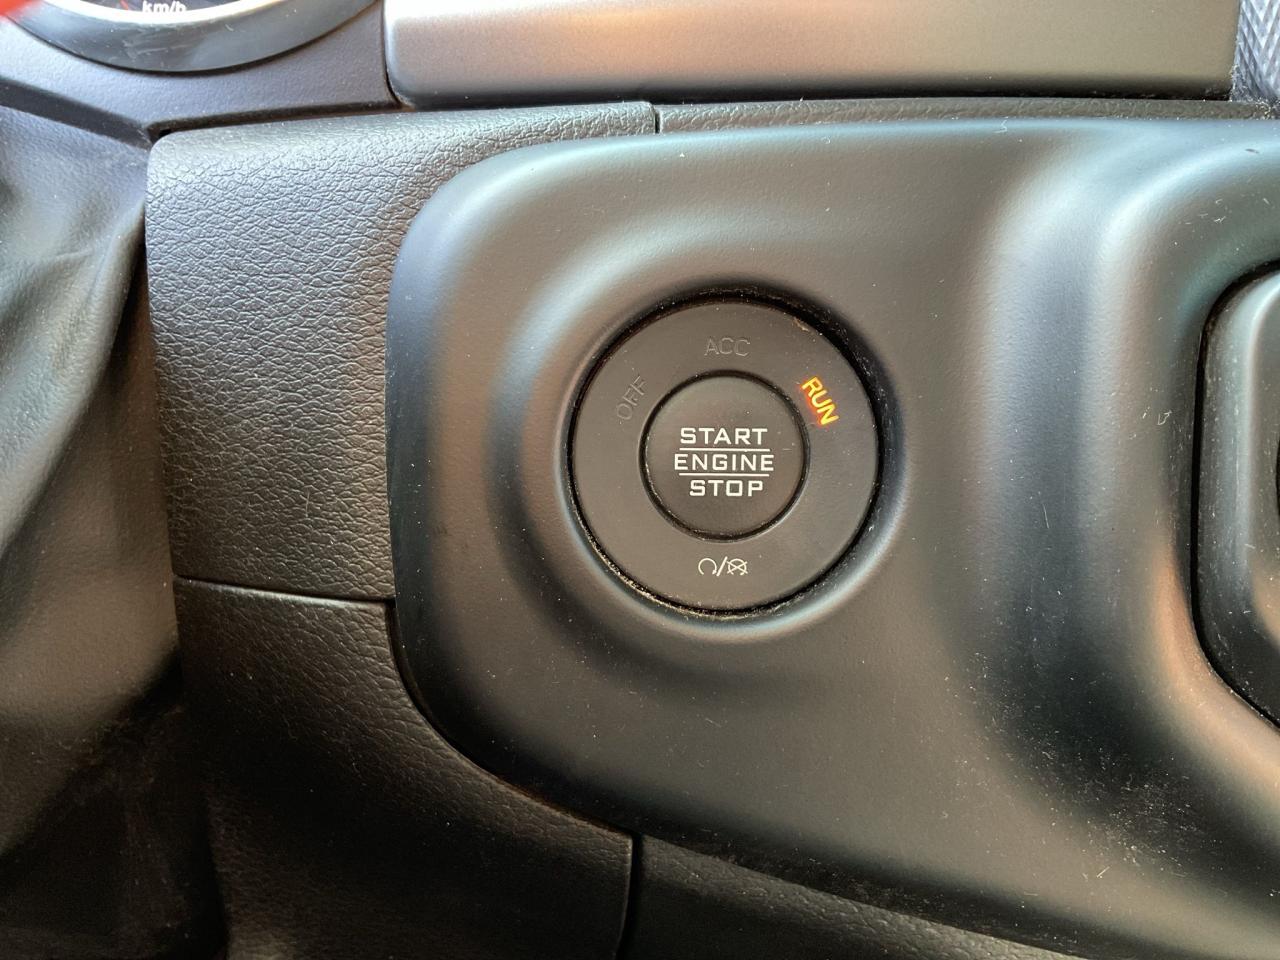 km/h
ACC
OFF
RUN
START
ENGINE
STOP